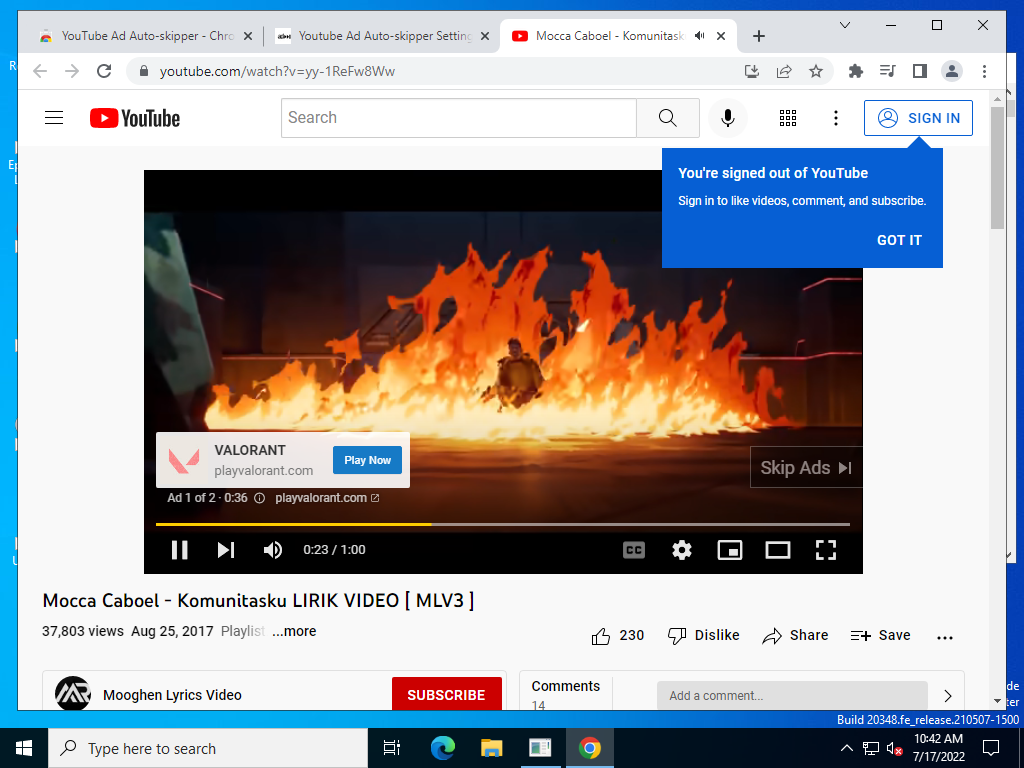 YouTube Ad Auto-skipper - Chro
Youtube Ad Auto-skipper Setting
Mocca Caboel - Komunitask
youtube.com/watch?v=yy-1ReFw8Ww
YouTube
Search
SIGN IN
You're signed out of YouTube
Sign in to like videos, comment, and subscribe.
GOT IT
VALORANT
playvalorant.com
Play Now
Skip Ads
Ad 1 of 2 · 0:36
playvalorant.com
0:23 / 1:00
CC
Mocca Caboel - Komunitasku LIRIK VIDEO [ MLV3 ]
37,803 views Aug 25, 2017 Playlist ...more
230
Dislike
Share
Save
Mooghen Lyrics Video
SUBSCRIBE
Comments
14
Add a comment...
Build 20348.fe_release.210507-1500
Type here to search
10:42 AM
7/17/2022